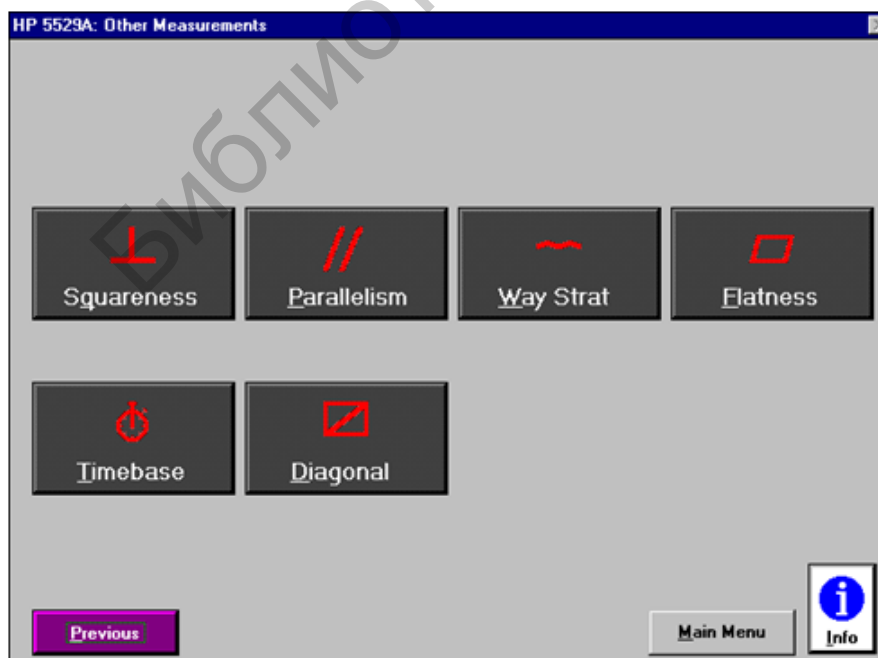 HP 5529A: Other Measurements
Squareness
Parallelism
Way Strat
Flatness
Timebase
Diagonal
Previous
Main Menu
Info
Библио